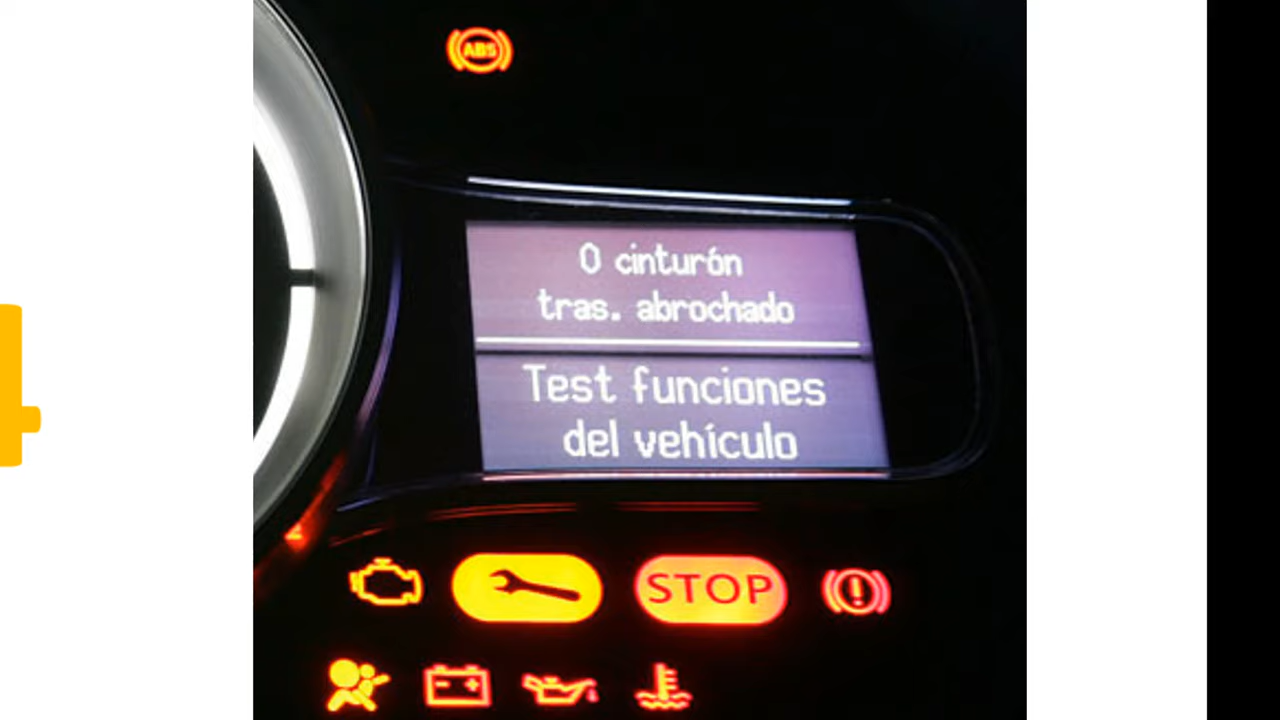 ABS
0 cinturón
tras. abrochado
Test funciones
del vehículo
STOP